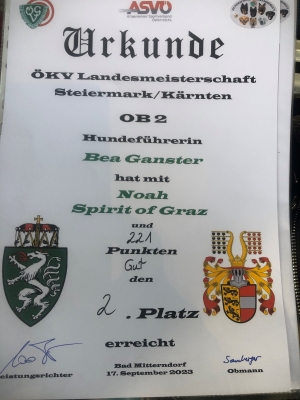 ASVÖ
Urkunde
ÖKV Landesmeisterschaft
Steiermark/Kärnten
OB 2
Hundeführerin
Bea Ganster
hat mit
Noah
Spirit of Graz
und
221
Punkten
Gut
den
2 . Platz
erreicht
Bad Mitterndorf
17. September 2023
eistungsrichter
Obmann